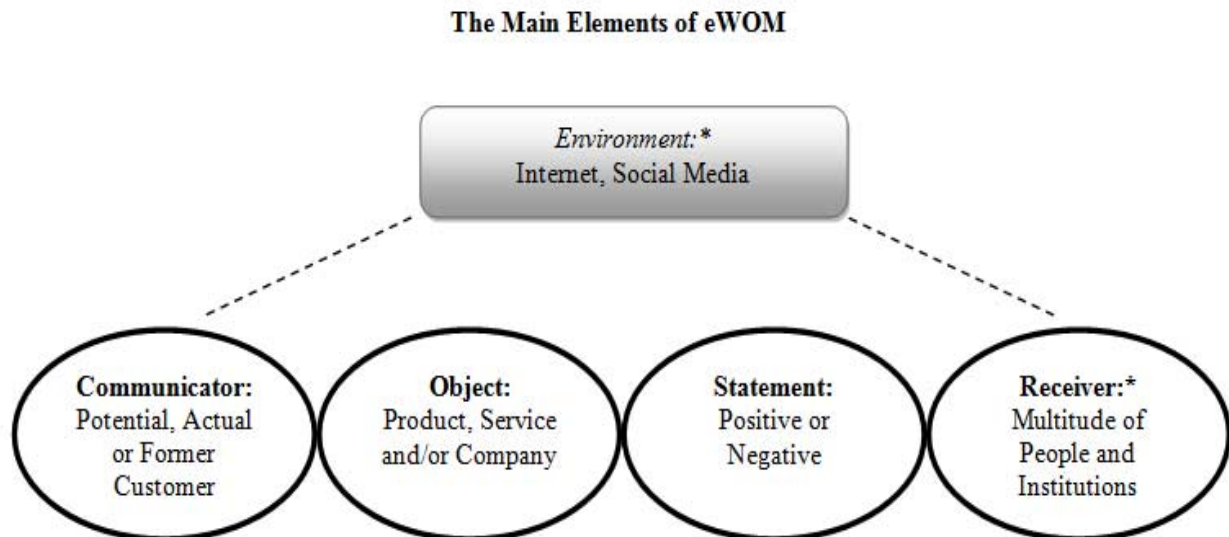 The Main Elements of eWOM
Environment:*
Internet, Social Media
Communicator:
Potential, Actual
or Former
Customer
Object:
Product, Service
and/or Company
Statement:
Positive or
Negative
Receiver:*
Multitude of
People and
Institutions